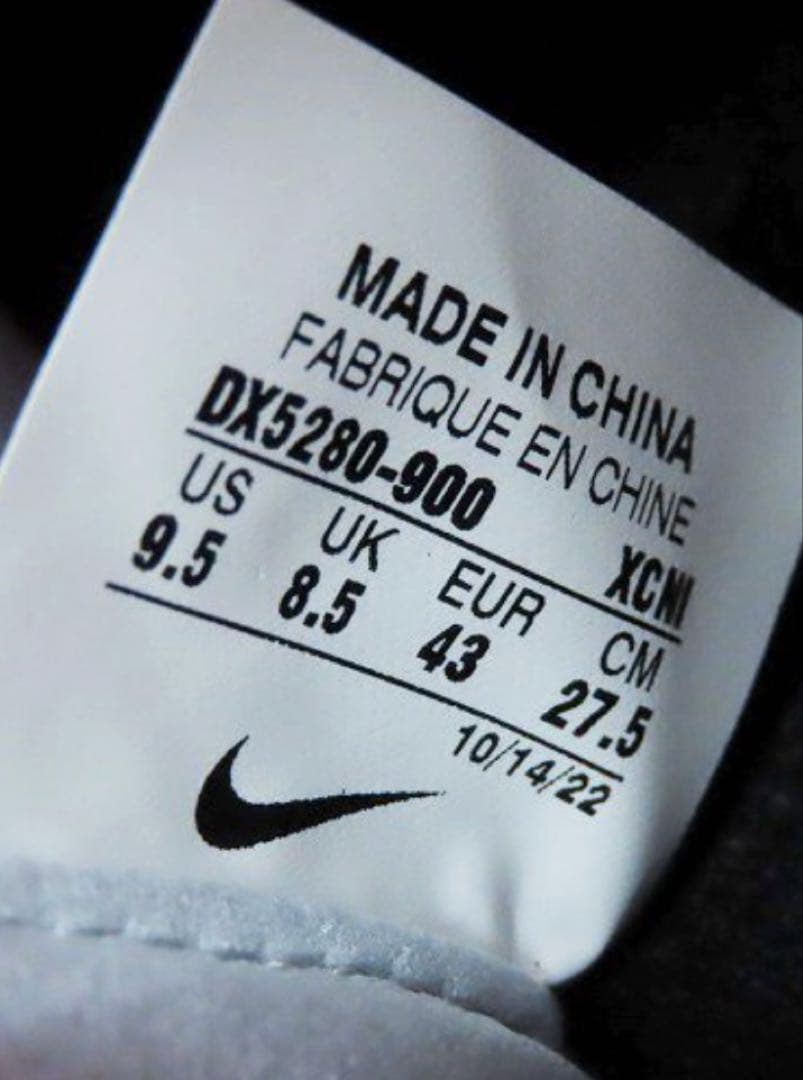 MADE IN CHINA
FABRIQUE EN CHINE
DX5280-900 XCNI
US UK EUR CM
9.5 8.5 43 27.5
10/14/22